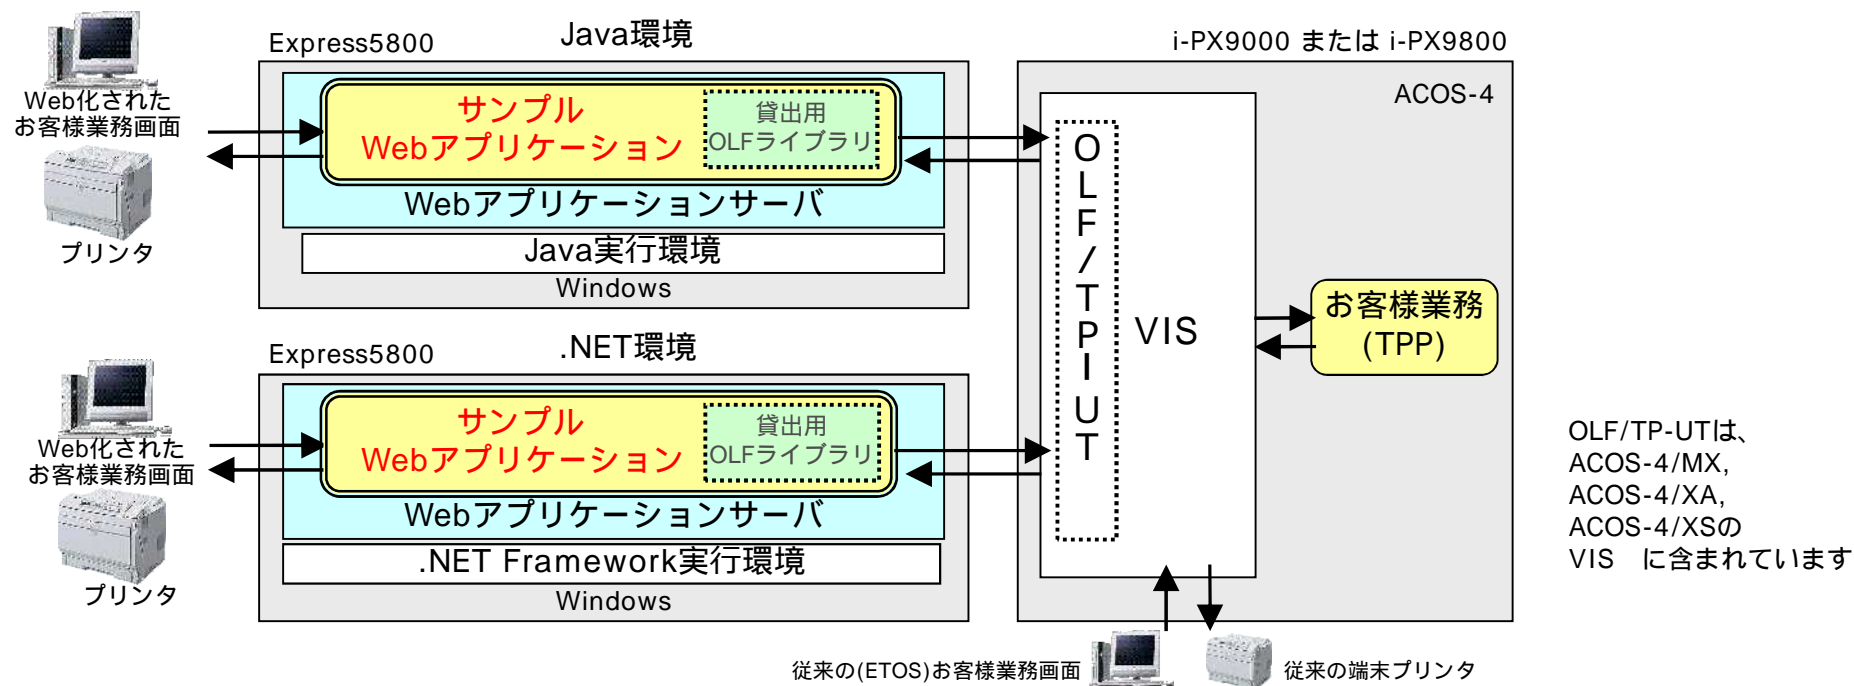 Express5800
Java環境
Web化された
お客様業務画面
プリンタ
サンプル
Webアプリケーション
貸出用
OLFライブラリ
Webアプリケーションサーバ
Java実行環境
Windows
Express5800
.NET環境
Web化された
お客様業務画面
プリンタ
サンプル
Webアプリケーション
貸出用
OLFライブラリ
Webアプリケーションサーバ
.NET Framework実行環境
Windows
i-PX9000 または i-PX9800
ACOS-4
OLF/TPーUT
VIS
お客様業務
(TPP)
従来の(ETOS)お客様業務画面
従来の端末プリンタ
OLF/TP-UTは、
ACOS-4/MX,
ACOS-4/XA,
ACOS-4/XSの
VIS　に含まれています